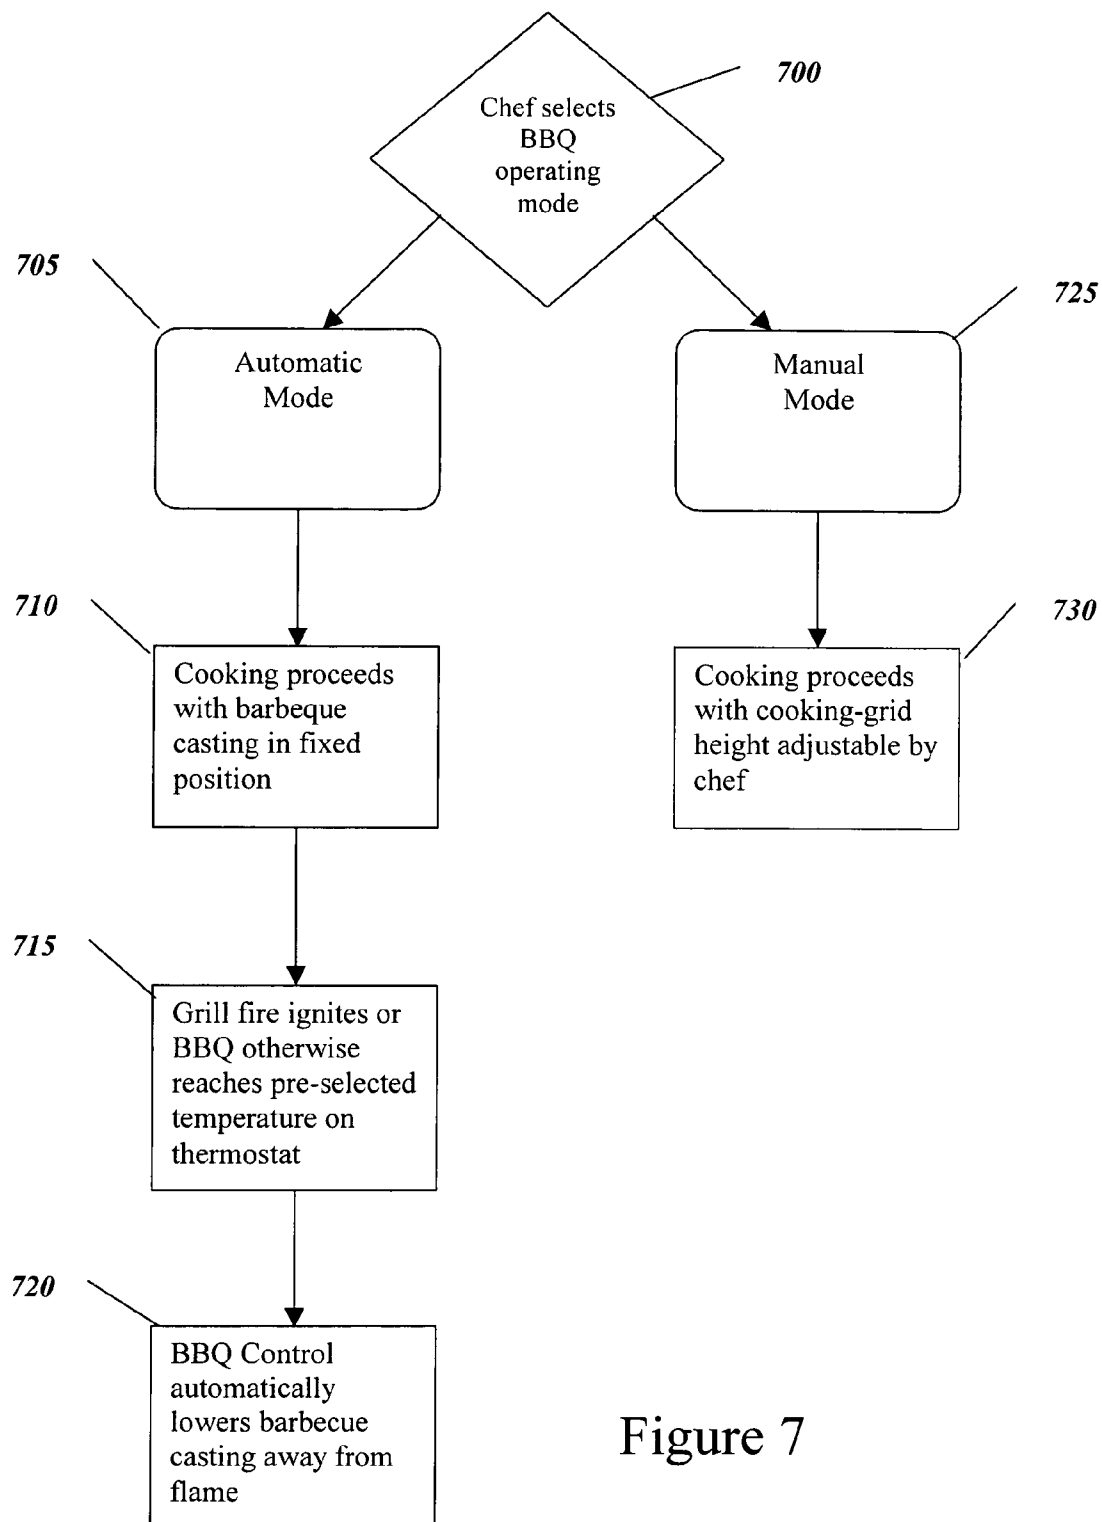 700
Chef selects
BBQ
operating
mode
705
Automatic
Mode
725
Manual
Mode
710
Cooking proceeds
with barbeque
casting in fixed
position
730
Cooking proceeds
with cooking-grid
height adjustable by
chef
715
Grill fire ignites or
BBQ otherwise
reaches pre-selected
temperature on
thermostat
720
BBQ Control
automatically
lowers barbecue
casting away from
flame
Figure 7